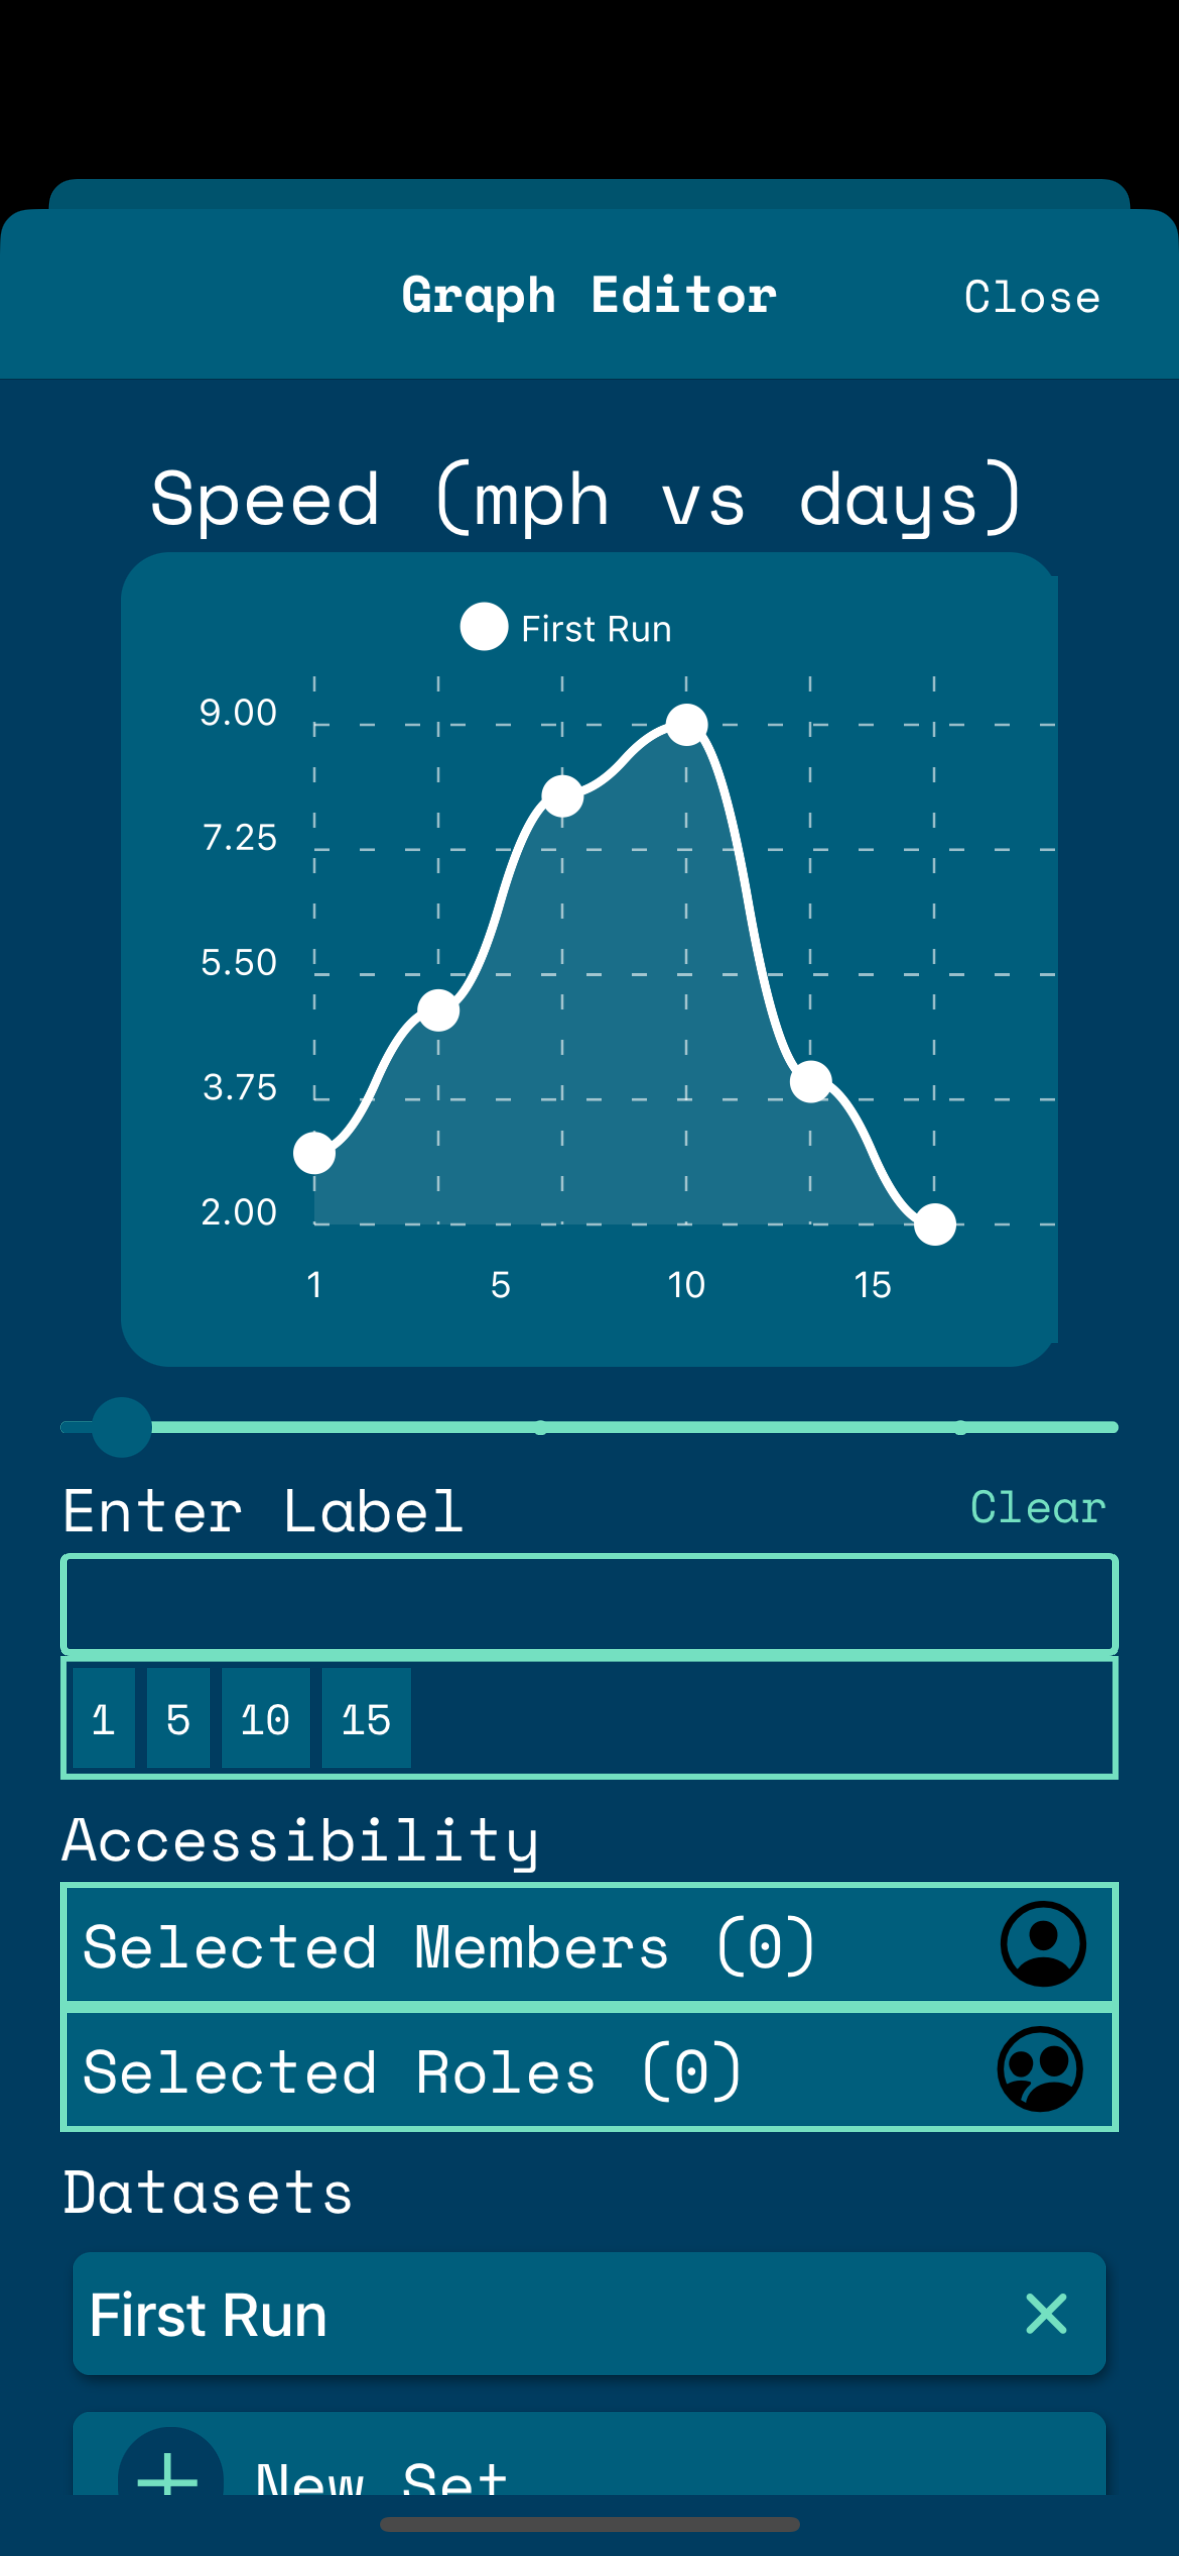 Graph Editor
Close
Speed (mph vs days)
First Run
9.00
7.25
5.50
3.75
2.00
1 5 10 15
Enter Label
Clear
1 5 10 15
Accessibility
Selected Members (0)
Selected Roles (0)
Datasets
First Run
New Set